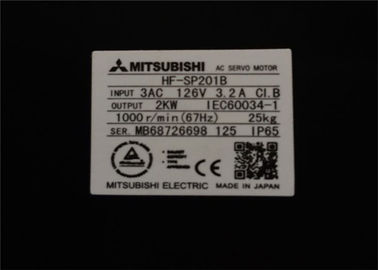 MITSUBISHI AC SERVO MOTOR
HF-SP201B
INPUT 3AC 126V 3.2A CI.B
OUTPUT 2KW IEC60034-1
1000r/min(67Hz) 25kg
SER. MB68726698 125 IP65
MITSUBISHI ELECTRIC MADE IN JAPAN